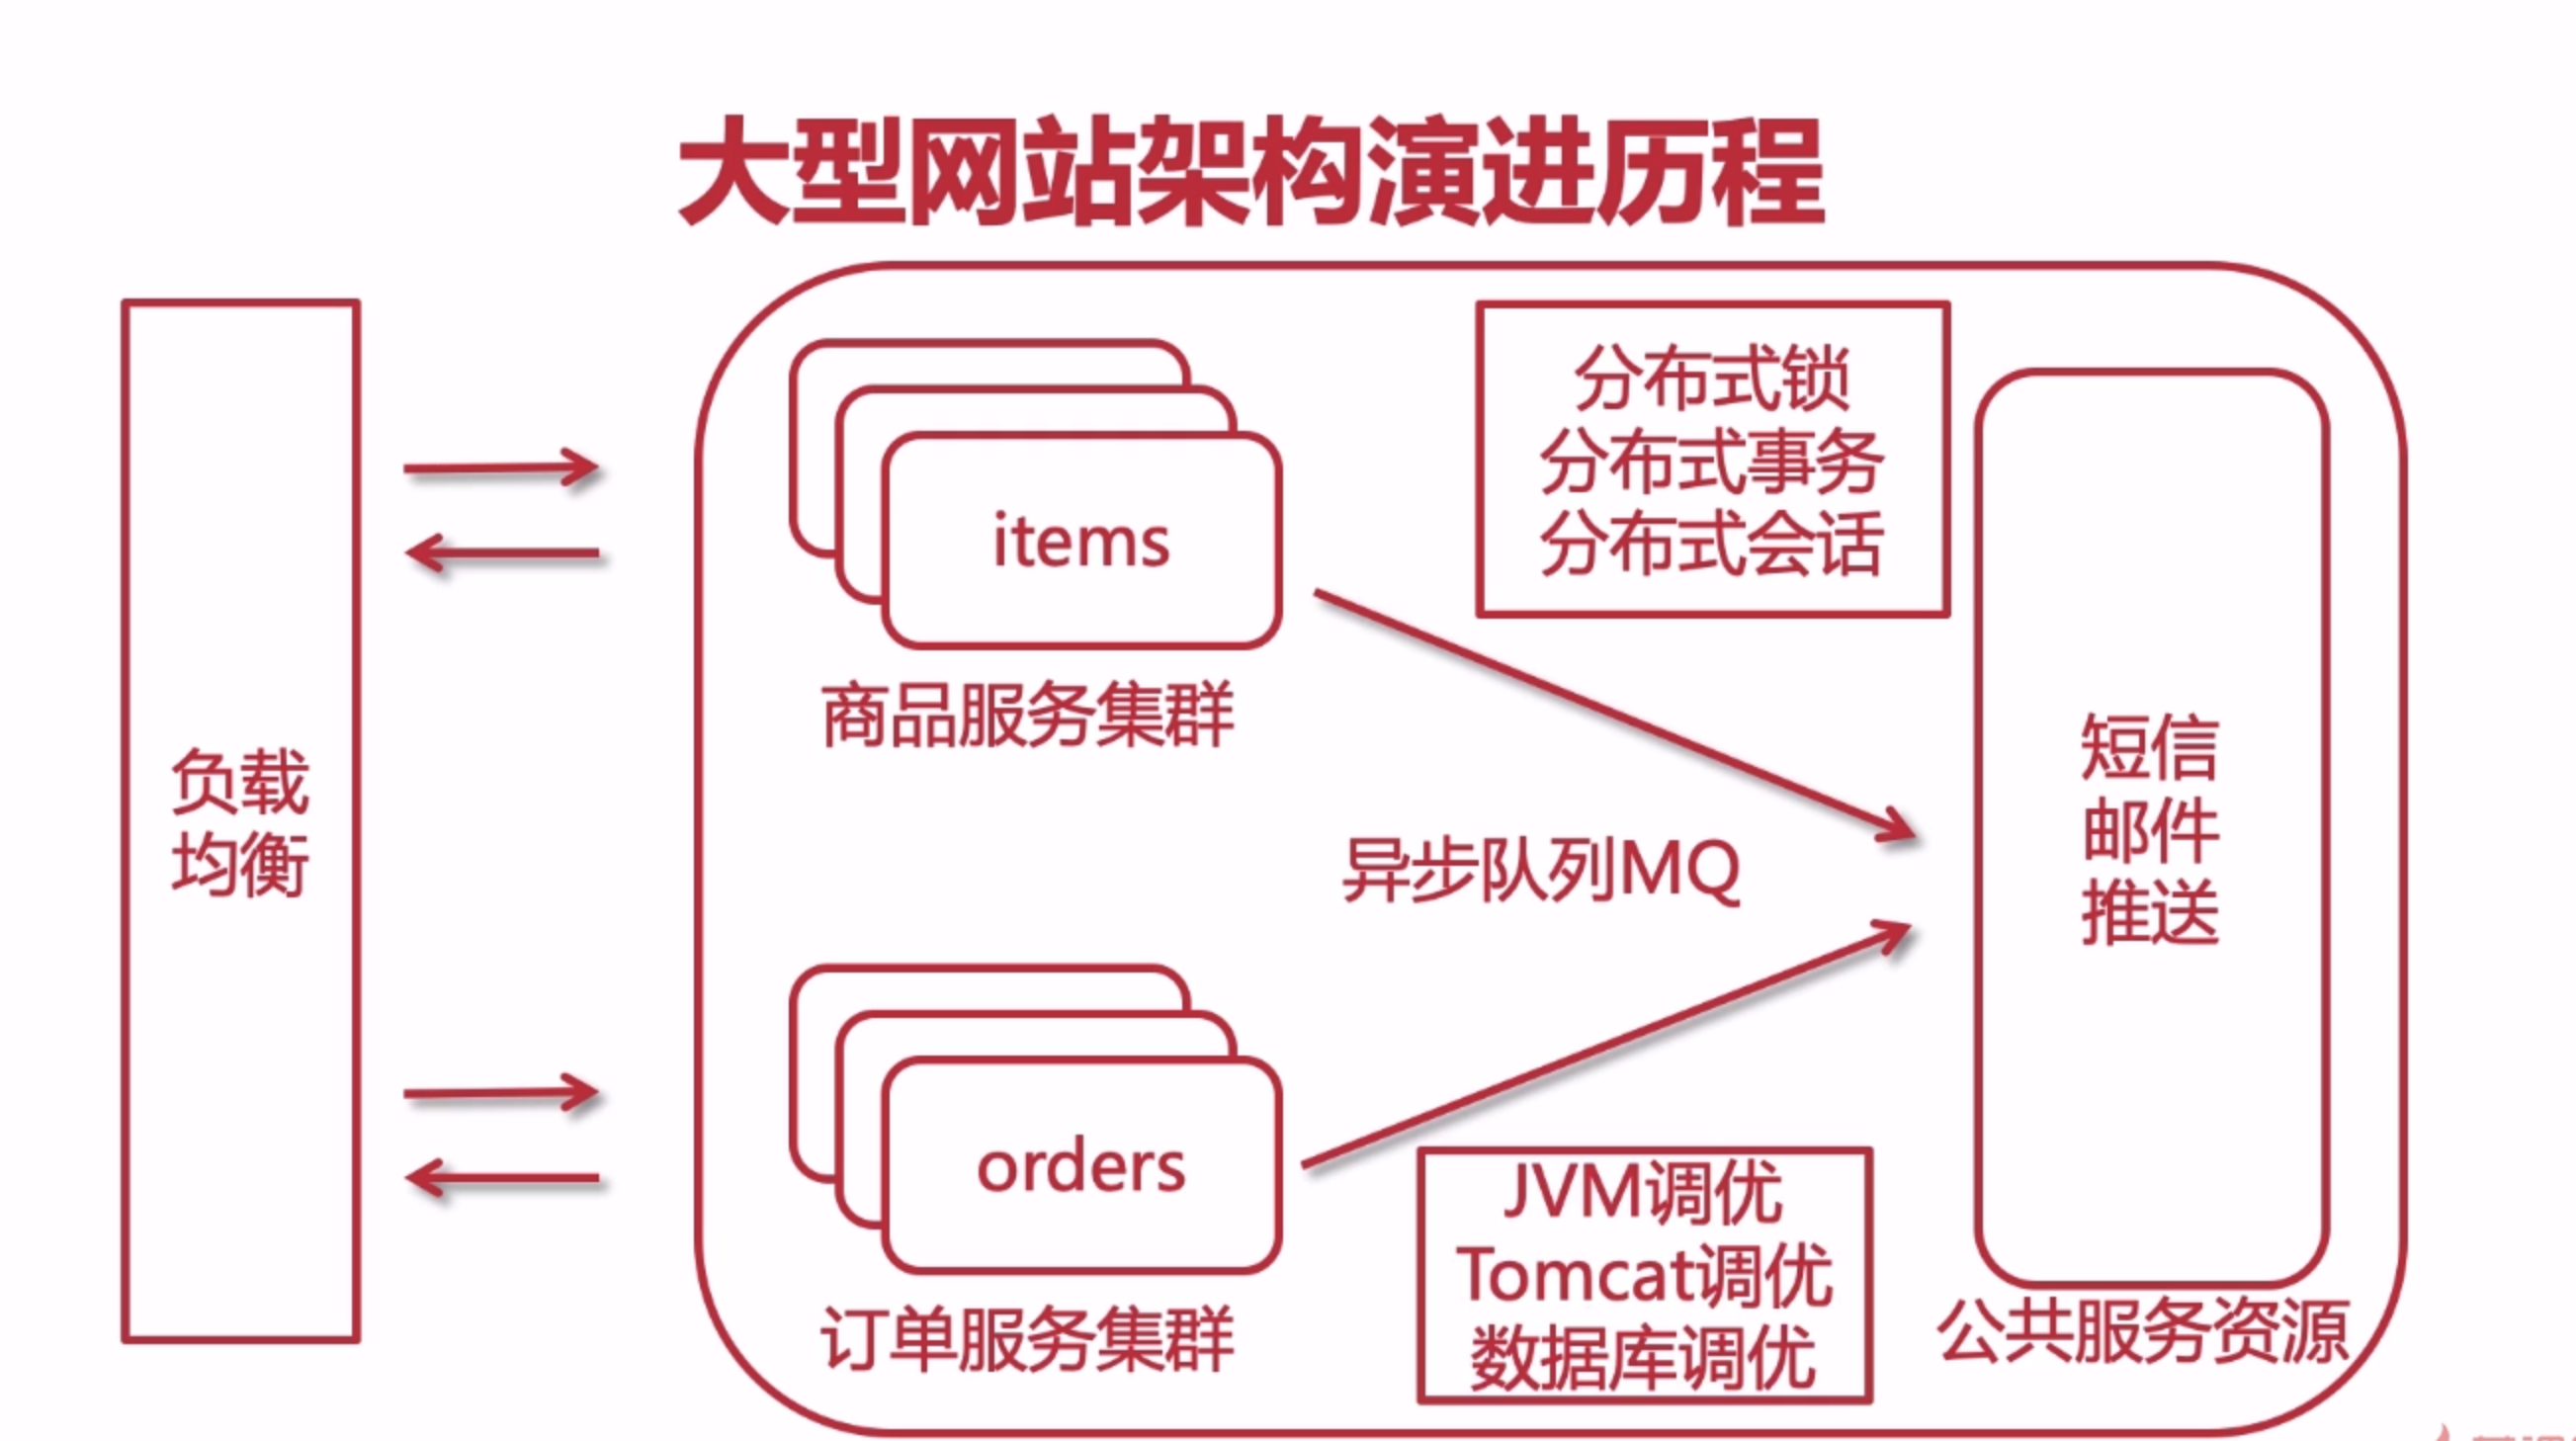 大型网站架构演进历程
负载
均衡
items
商品服务集群
分布式锁
分布式事务
分布式会话
异步队列MQ
短信
邮件
推送
orders
订单服务集群
JVM调优
Tomcat调优
数据库调优
公共服务资源